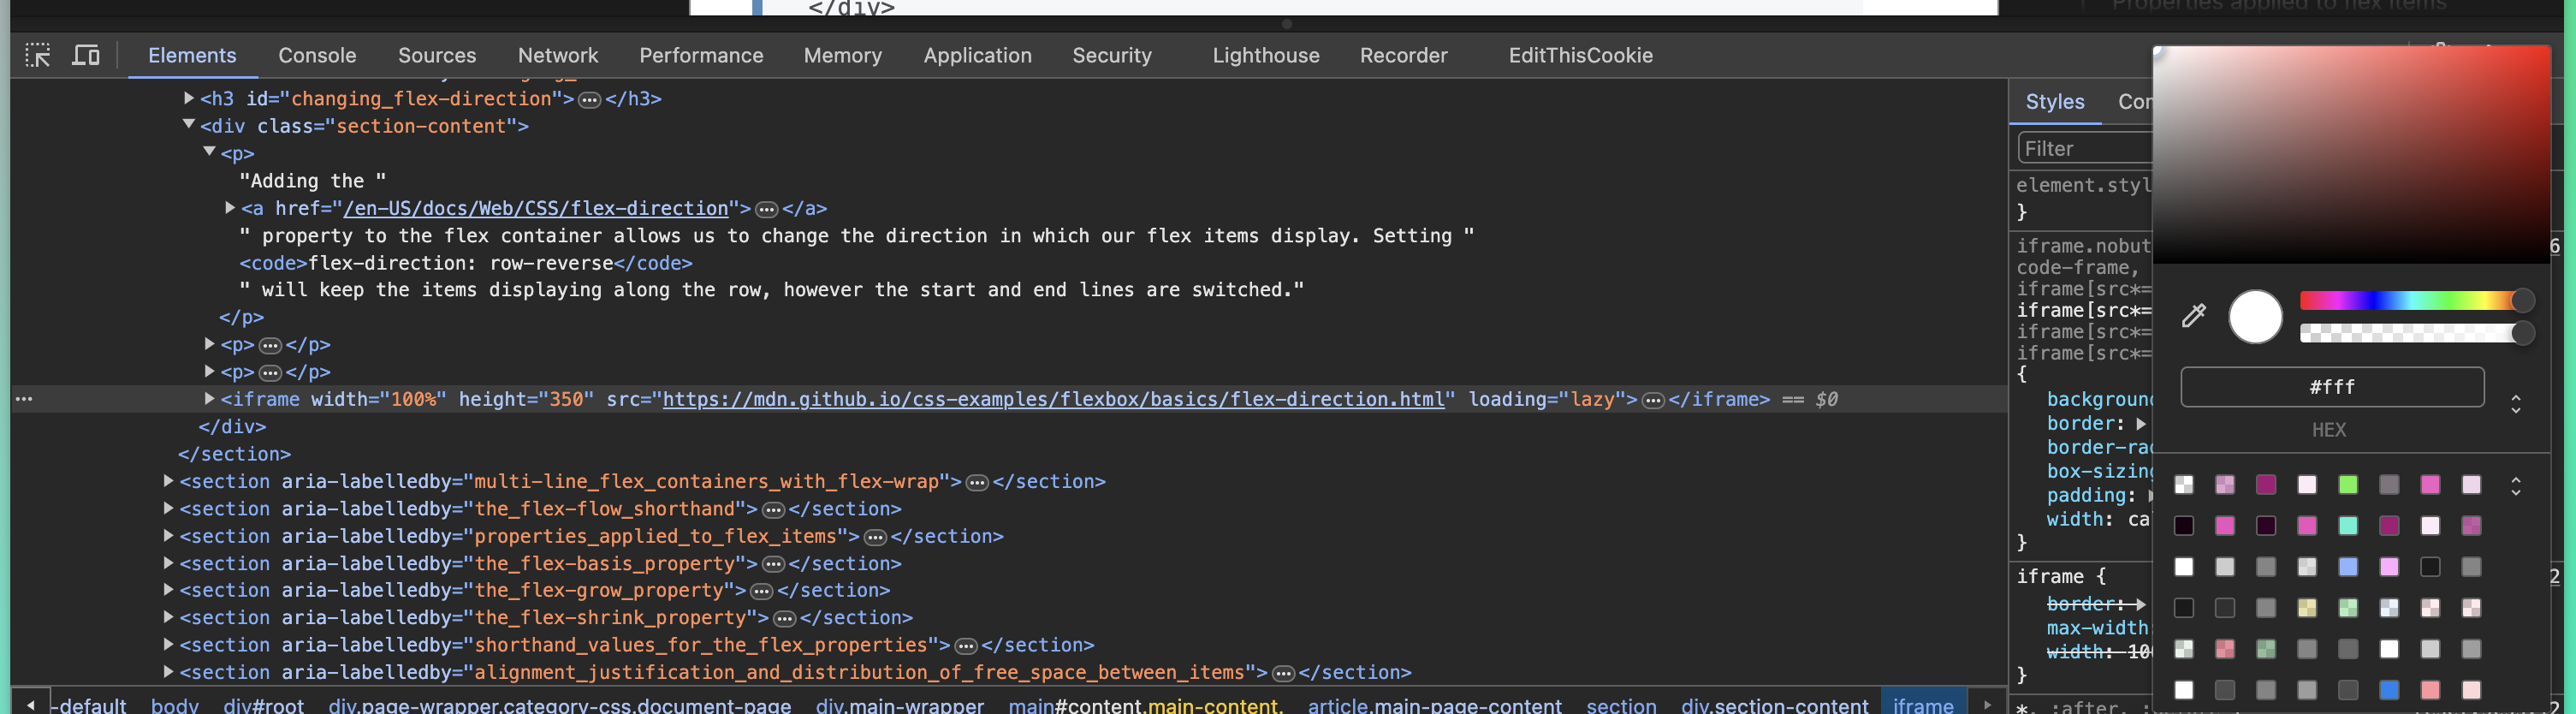 </div>
Properties applied to flex items
Elements Console Sources Network Performance Memory Application Security Lighthouse Recorder EditThisCookie
<h3 id="changing_flex-direction">…</h3>
<div class="section-content">
<p>
"Adding the "
<a href="/en-US/docs/Web/CSS/flex-direction">…</a>
" property to the flex container allows us to change the direction in which our flex items display. Setting "
<code>flex-direction: row-reverse</code>
" will keep the items displaying along the row, however the start and end lines are switched."
</p>
<p>…</p>
<p>…</p>
<iframe width="100%" height="350" src="https://mdn.github.io/css-examples/flexbox/basics/flex-direction.html" loading="lazy">…</iframe> == $0
</div>
</section>
<section aria-labelledby="multi-line_flex_containers_with_flex-wrap">…</section>
<section aria-labelledby="the_flex-flow_shorthand">…</section>
<section aria-labelledby="properties_applied_to_flex_items">…</section>
<section aria-labelledby="the_flex-basis_property">…</section>
<section aria-labelledby="the_flex-grow_property">…</section>
<section aria-labelledby="the_flex-shrink_property">…</section>
<section aria-labelledby="shorthand_values_for_the_flex_properties">…</section>
<section aria-labelledby="alignment_justification_and_distribution_of_free_space_between_items">…</section>
-default body div#root div.page-wrapper.category-css.document-page div.main-wrapper main#content.main-content. article.main-page-content section div.section-content iframe
Styles Con
Filter
element.styl
}
iframe.nobut 6
code-frame,
iframe[src*=
iframe[src*=
iframe[src*=
iframe[src*=
{
background
border:
border-rad
box-sizing
padding:
width: ca
}
iframe { 2
border:
max-width
width: 100
}
*, :after, :
#fff
HEX